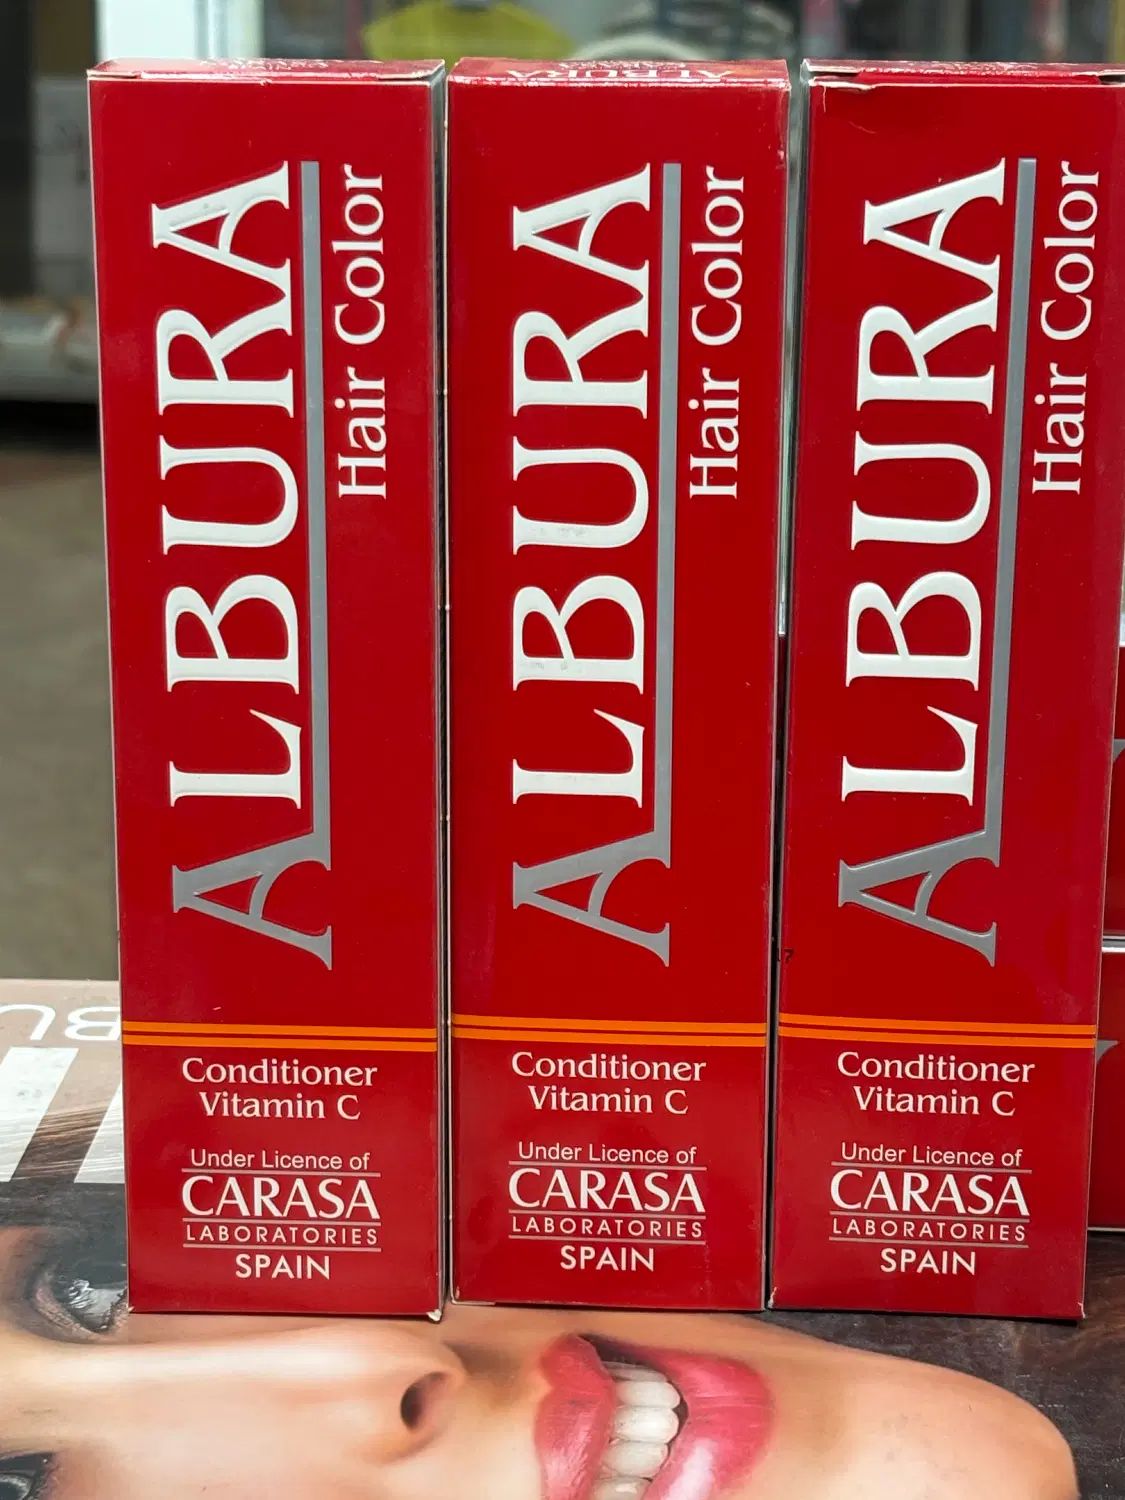 ALBURA
Hair Color
Conditioner
Vitamin C
Under Licence of
CARASA
LABORATORIES
SPAIN
ALBURA
ALBURA
Hair Color
Conditioner
Vitamin C
Under Licence of
CARASA
LABORATORIES
SPAIN
ALBURA
Hair Color
Conditioner
Vitamin C
Under Licence of
CARASA
LABORATORIES
SPAIN